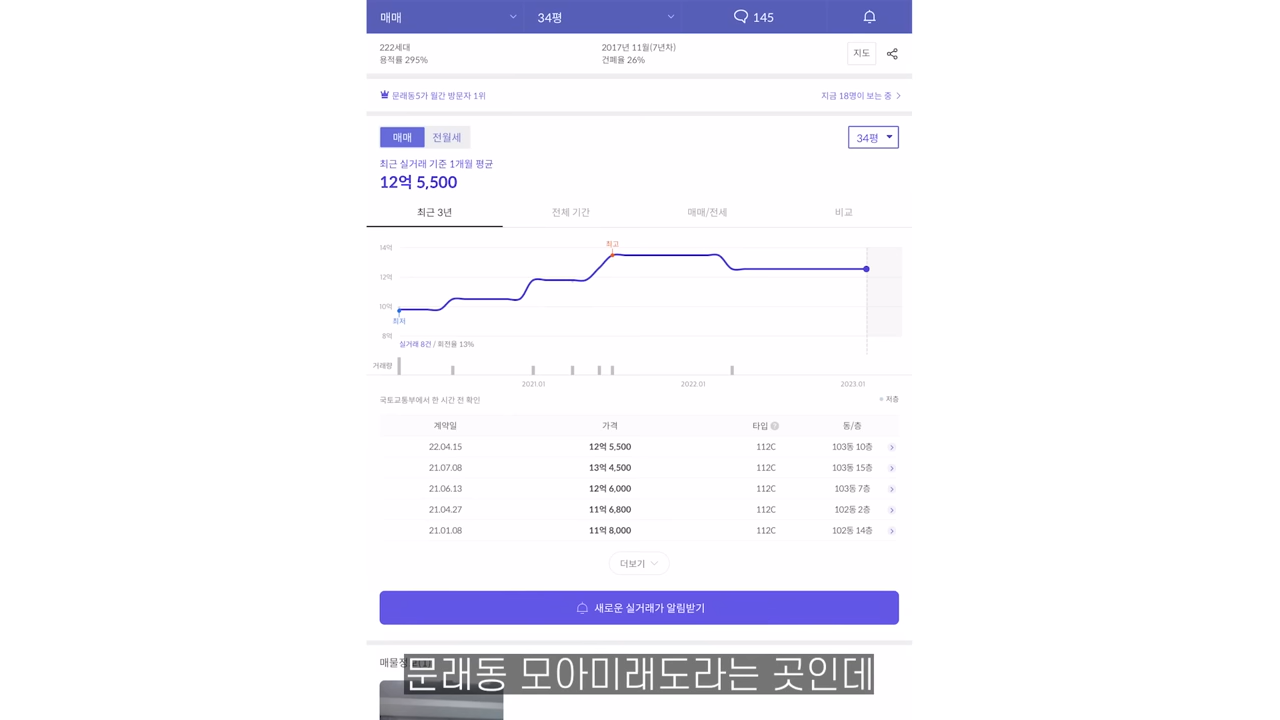 매매 34평 145
222세대 2017년 11월(7년차) 지도
용적률 295% 건폐율 26%
문래동5가 월간 방문자 1위 지금 18명이 보는 중
매매 전월세 34평
최근 실거래 기준 1개월 평균
12억 5,500
최근 3년 전체 기간 매매/전세 비교
최고
14억
12억
10억
최저
8억
실거래 8건 / 회전율 13%
거래량
2021.01 2022.01 2023.01
국토교통부에서 한 시간 전 확인 저층
계약일 가격 타입 ? 동/층
22.04.15 12억 5,500 112C 103동 10층
21.07.08 13억 4,500 112C 103동 15층
21.06.13 12억 6,000 112C 103동 7층
21.04.27 11억 6,800 112C 102동 2층
21.01.08 11억 8,000 112C 102동 14층
더보기
새로운 실거래가 알림받기
문래동 모아미래도라는 곳인데